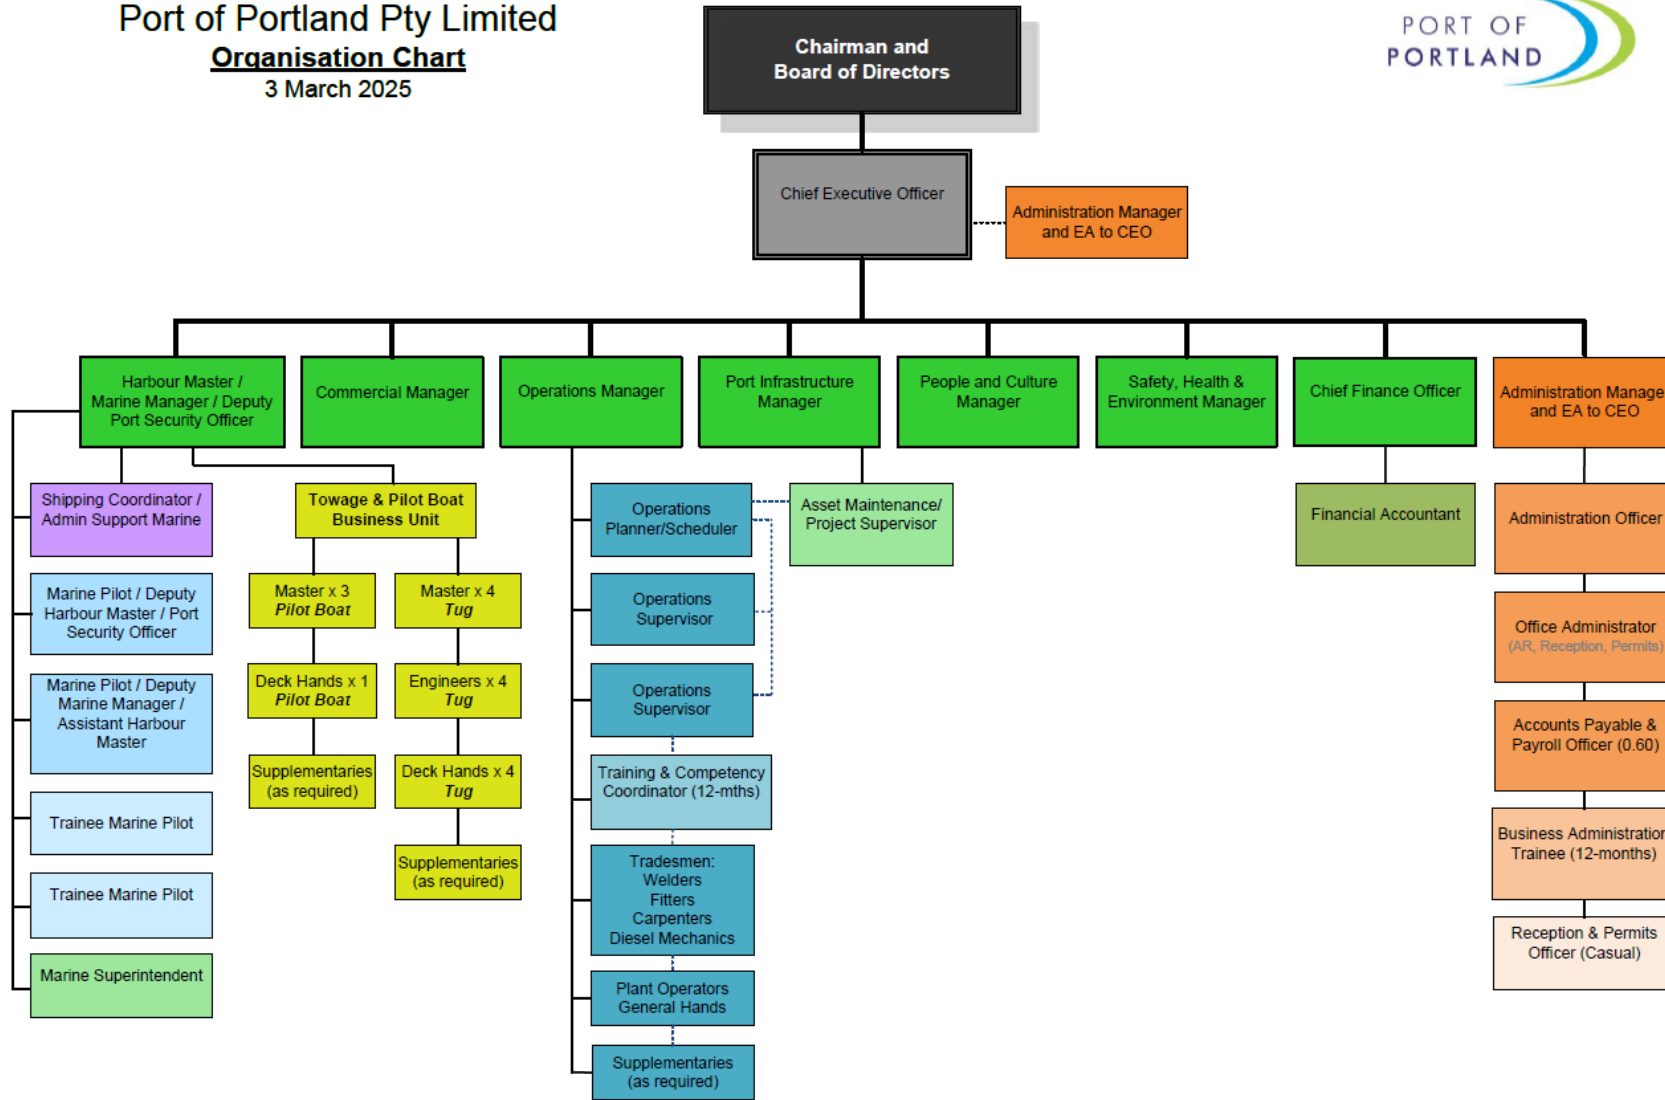 Port of Portland Pty Limited
Organisation Chart
3 March 2025
PORT OF
PORTLAND
Chairman and
Board of Directors
Chief Executive Officer
Administration Manager
and EA to CEO
Harbour Master /
Marine Manager / Deputy
Port Security Officer
Commercial Manager
Operations Manager
Port Infrastructure
Manager
People and Culture
Manager
Safety, Health &
Environment Manager
Chief Finance Officer
Administration Manage
and EA to CEO
Shipping Coordinator /
Admin Support Marine
Marine Pilot / Deputy
Harbour Master / Port
Security Officer
Marine Pilot / Deputy
Marine Manager /
Assistant Harbour
Master
Trainee Marine Pilot
Trainee Marine Pilot
Marine Superintendent
Towage & Pilot Boat
Business Unit
Master x 3
Pilot Boat
Deck Hands x 1
Pilot Boat
Supplementaries
(as required)
Master x 4
Tug
Engineers x 4
Tug
Deck Hands x 4
Tug
Supplementaries
(as required)
Operations
Planner/Scheduler
Operations
Supervisor
Operations
Supervisor
Training & Competency
Coordinator (12-mths)
Tradesmen:
Welders
Fitters
Carpenters
Diesel Mechanics
Plant Operators
General Hands
Supplementaries
(as required)
Asset Maintenance/
Project Supervisor
Financial Accountant
Administration Officer
Office Administrator
(AR, Reception, Permits)
Accounts Payable &
Payroll Officer (0.60)
Business Administration
Trainee (12-months)
Reception & Permits
Officer (Casual)